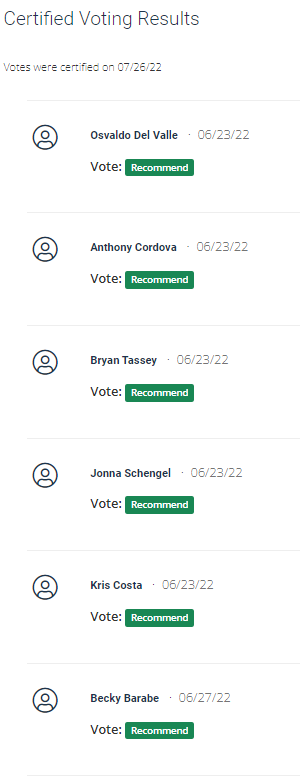 Certified Voting Results
Votes were certified on 07/26/22
Osvaldo Del Valle · 06/23/22
Vote: Recommend
Anthony Cordova · 06/23/22
Vote: Recommend
Bryan Tassey · 06/23/22
Vote: Recommend
Jonna Schengel · 06/23/22
Vote: Recommend
Kris Costa · 06/23/22
Vote: Recommend
Becky Barabe · 06/27/22
Vote: Recommend